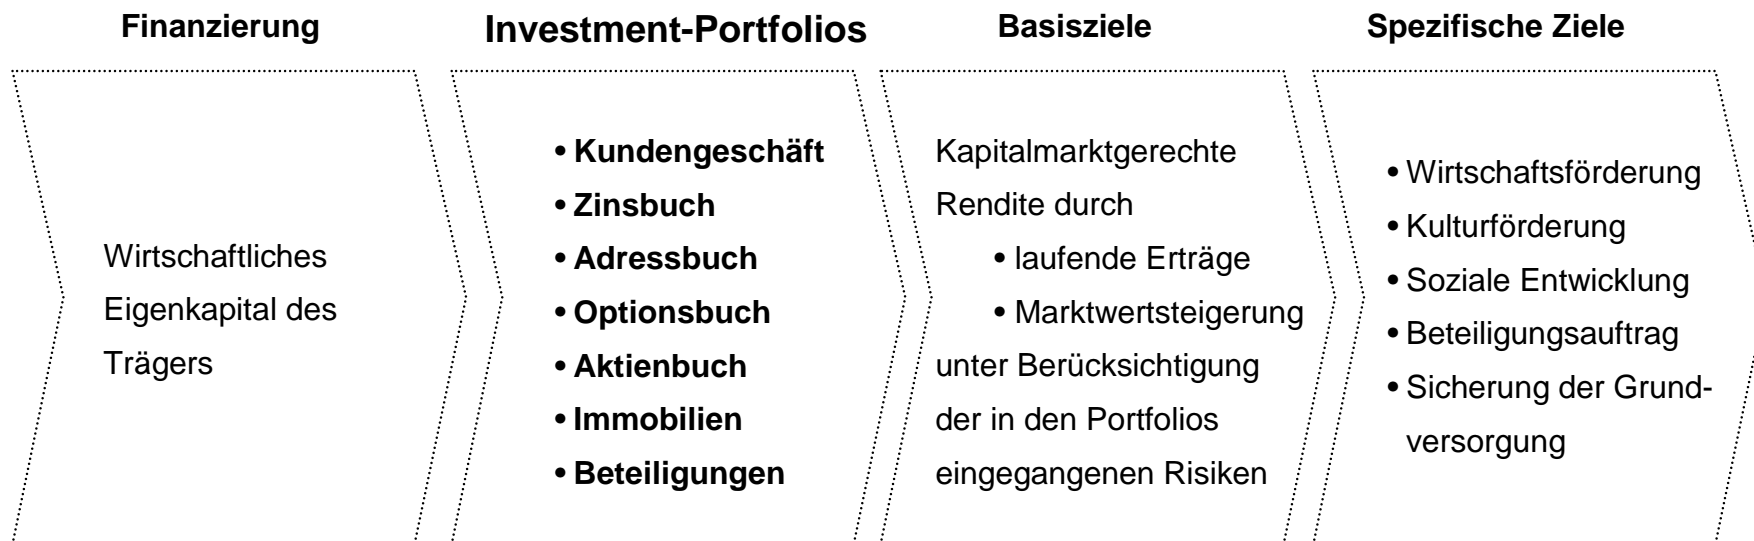 Finanzierung
Wirtschaftliches
Eigenkapital des
Trägers
Investment-Portfolios
• Kundengeschäft
• Zinsbuch
• Adressbuch
• Optionsbuch
• Aktienbuch
• Immobilien
• Beteiligungen
Basisziele
Kapitalmarktgerechte
Rendite durch
• laufende Erträge
• Marktwertsteigerung
unter Berücksichtigung
der in den Portfolios
eingegangenen Risiken
Spezifische Ziele
• Wirtschaftsförderung
• Kulturförderung
• Soziale Entwicklung
• Beteiligungsauftrag
• Sicherung der Grund-
versorgung